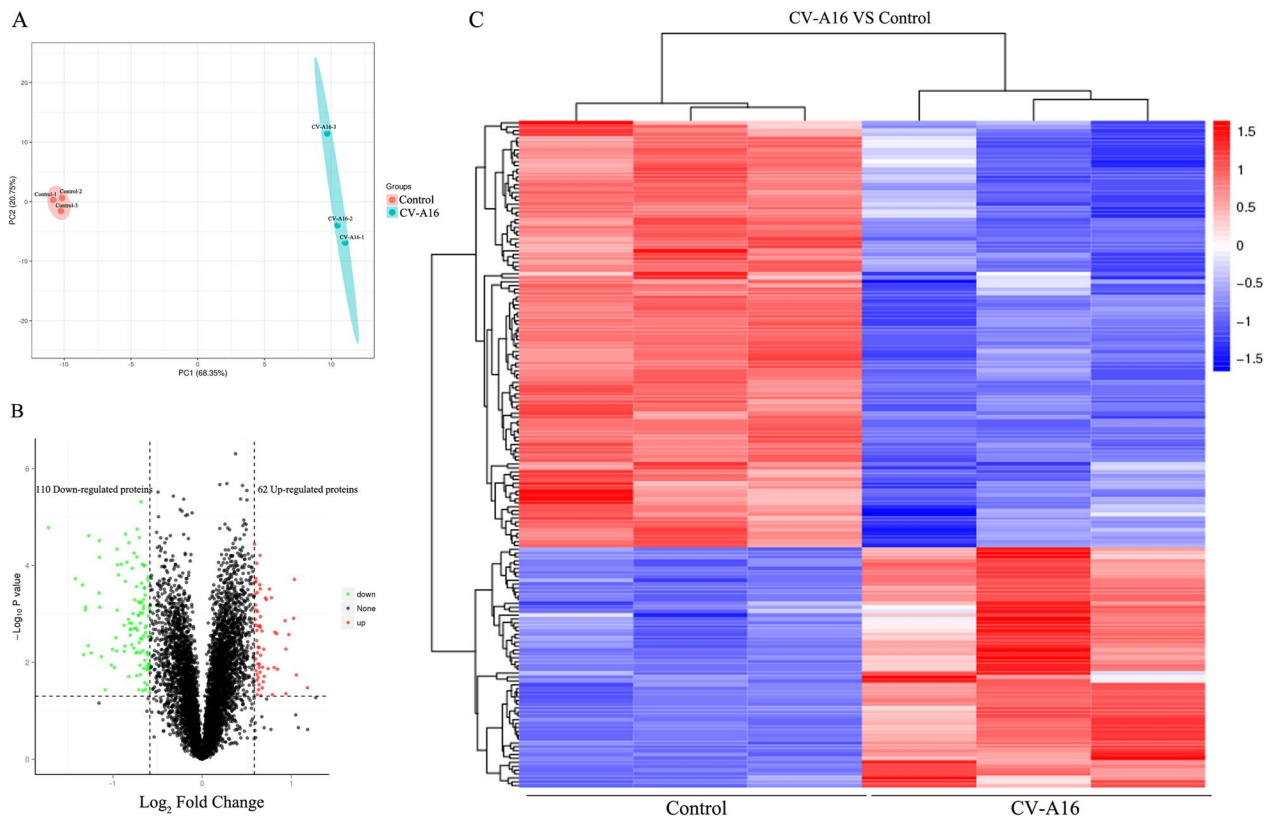 A
20
10
0
-10
-20
PC2 (20.75%)
-10
-5
0
5
10
PC1 (68.35%)
CV-A16-3
Control-1
Control-2
Control-3
CV-A16-2
CV-A16-1
Groups
Control
CV-A16
B
6
4
2
0
−Log10 P value
110 Down-regulated proteins
62 Up-regulated proteins
-1
0
1
Log2 Fold Change
down
None
up
C
CV-A16 VS Control
1.5
1
0.5
0
−0.5
−1
−1.5
Control
CV-A16